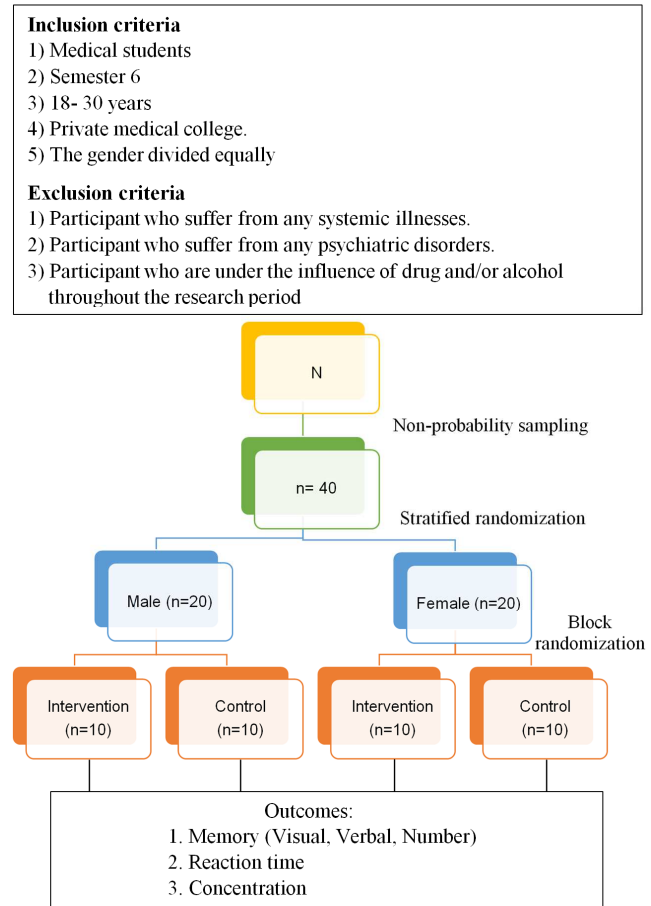 Inclusion criteria
1) Medical students
2) Semester 6
3) 18- 30 years
4) Private medical college.
5) The gender divided equally
Exclusion criteria
1) Participant who suffer from any systemic illnesses.
2) Participant who suffer from any psychiatric disorders.
3) Participant who are under the influence of drug and/or alcohol
throughout the research period
N
Non-probability sampling
n= 40
Stratified randomization
Male (n=20)
Female (n=20)
Block
randomization
Intervention
(n=10)
Control
(n=10)
Intervention
(n=10)
Control
(n=10)
Outcomes:
1. Memory (Visual, Verbal, Number)
2. Reaction time
3. Concentration